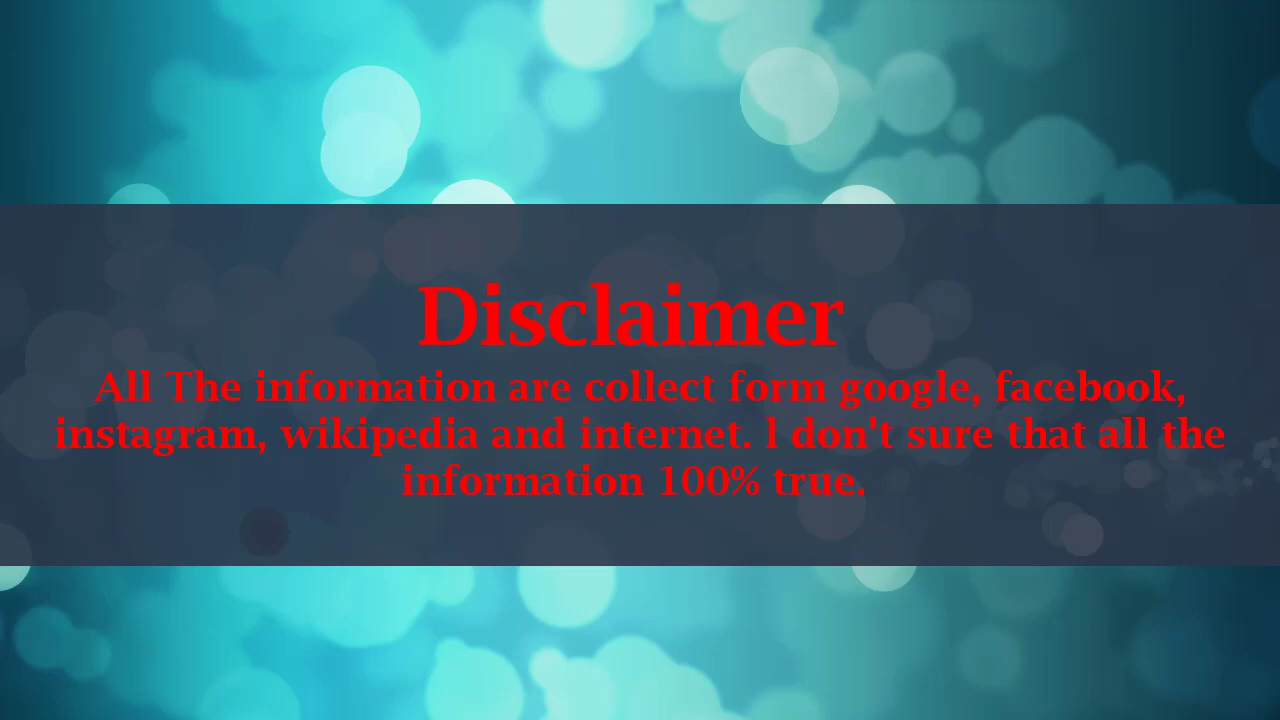 Disclaimer
All The information are collect form google, facebook,
instagram, wikipedia and internet. l don't sure that all the
information 100% true.